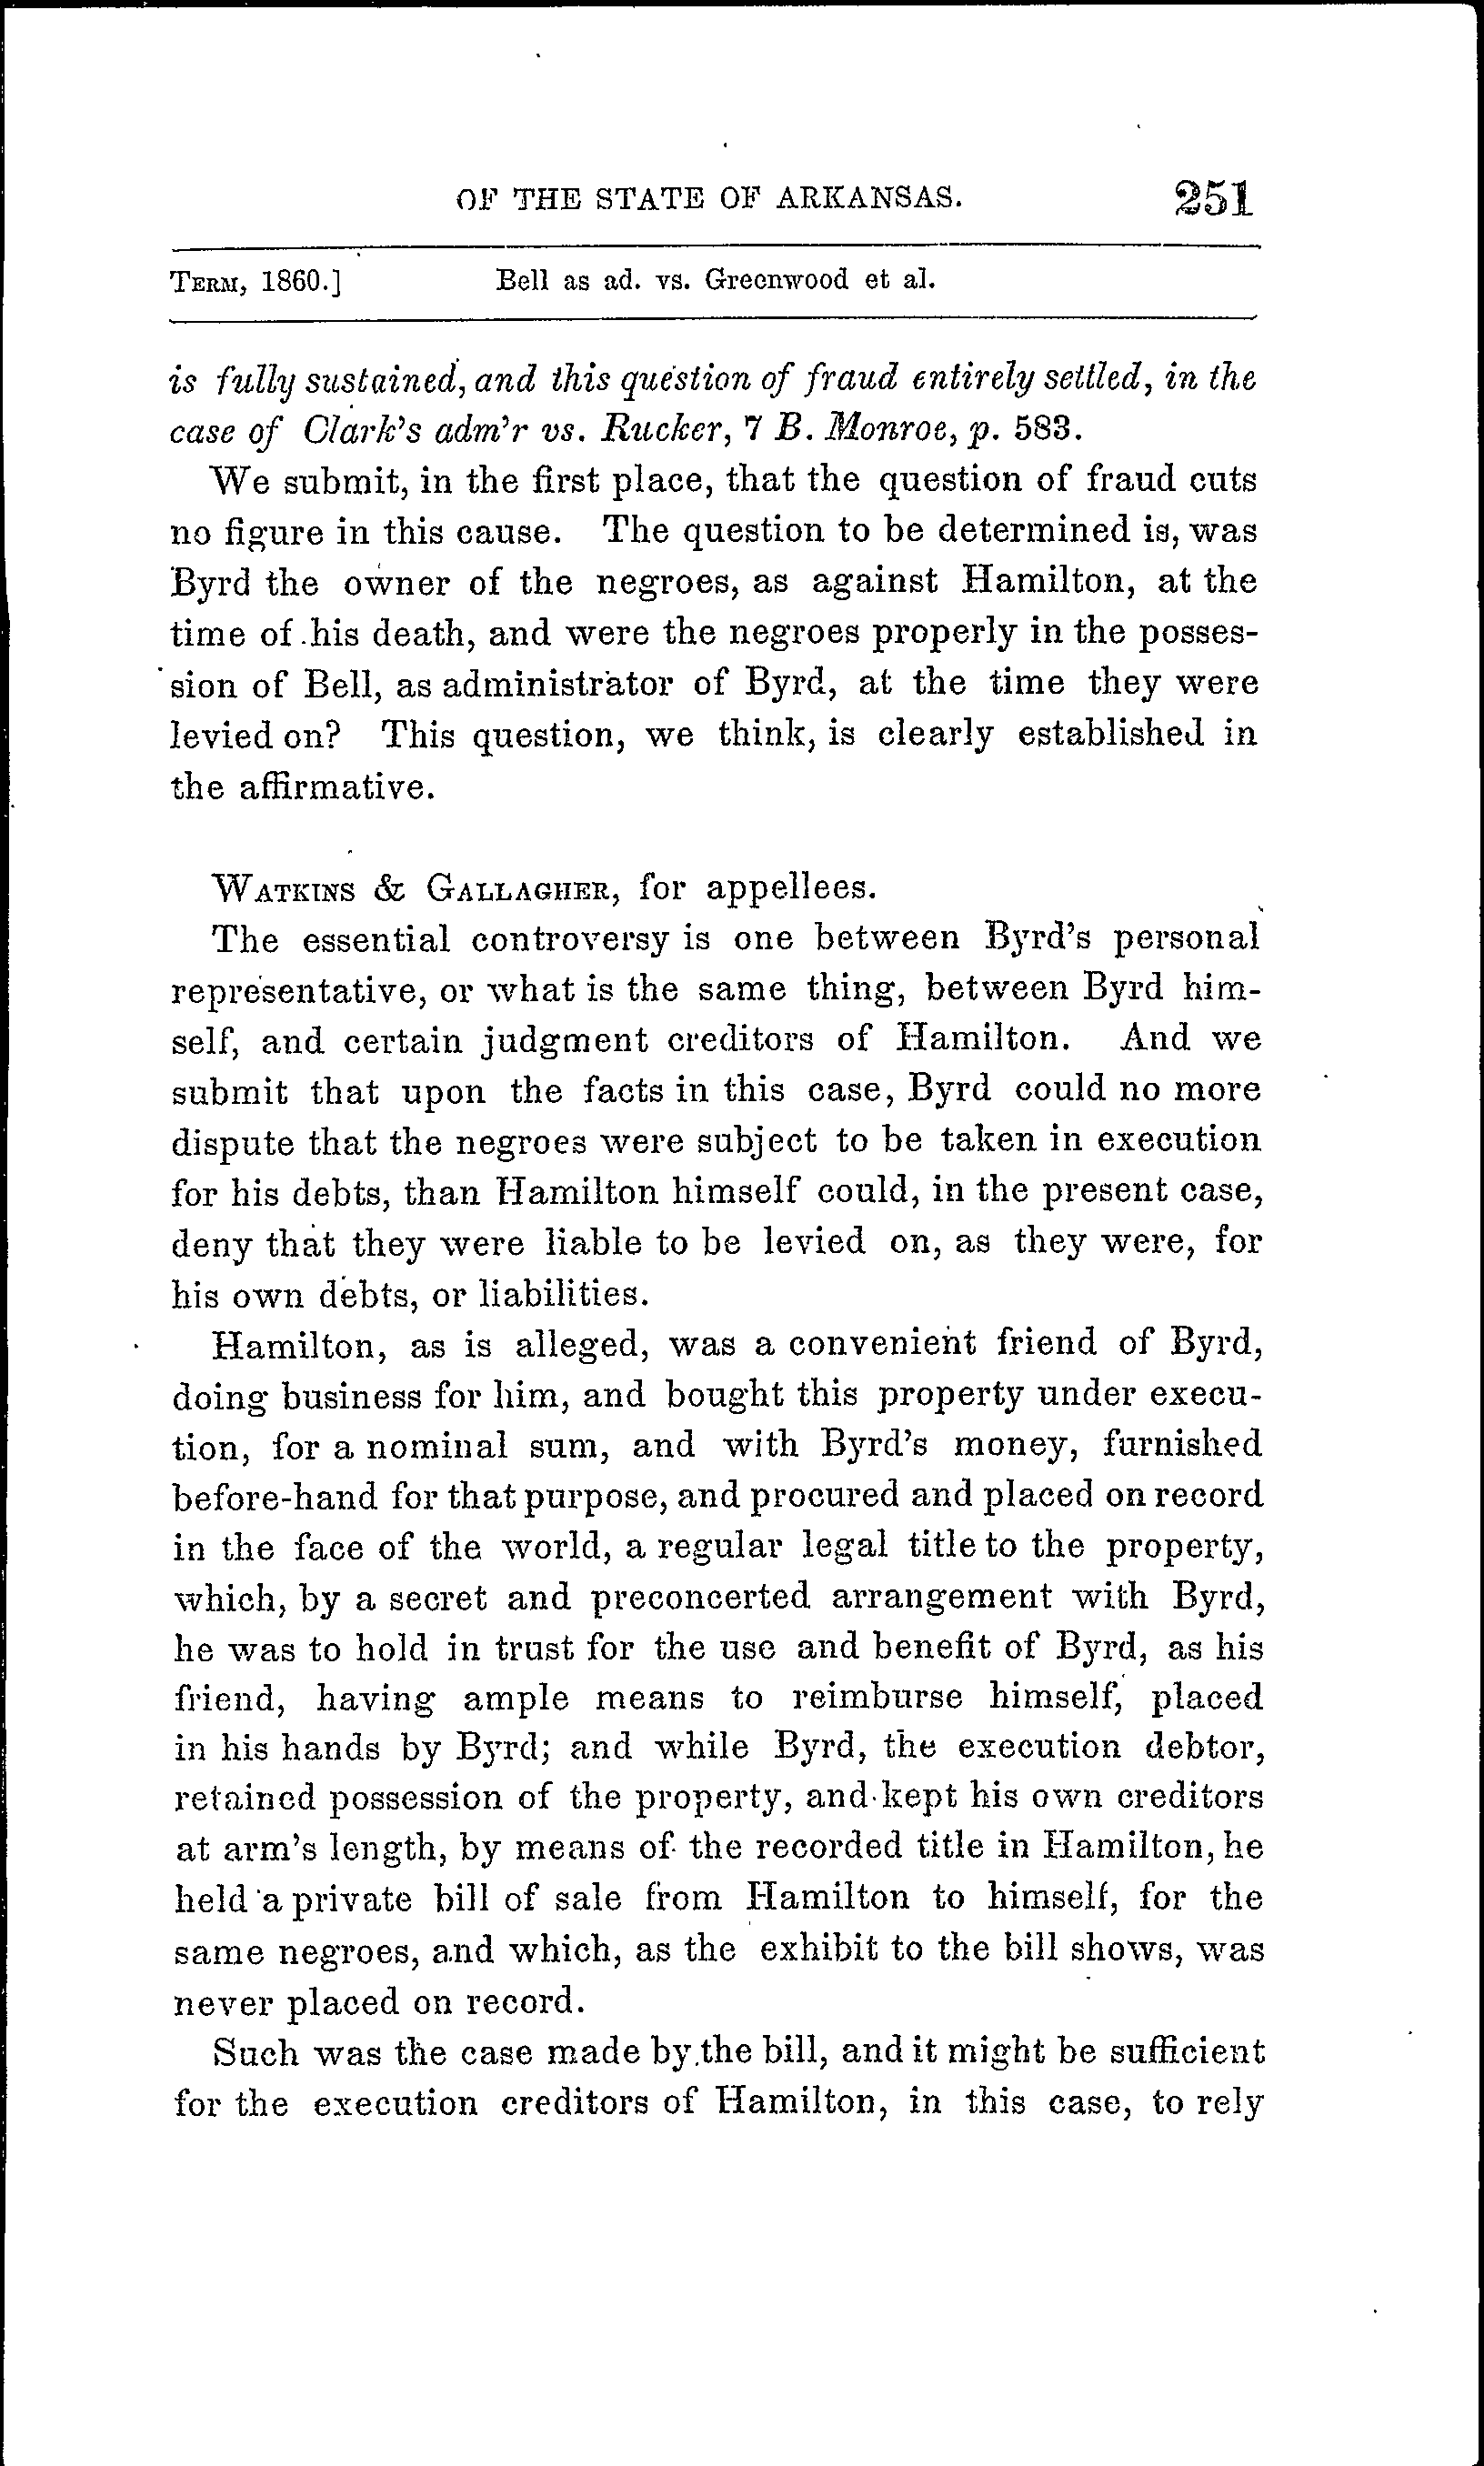 OF THE STATE OF ARKANSAS. 251
TERM, 1860.] Bell as ad. vs. Greenwood et al.
is fully sustained, and this question of fraud entirely settled, in the
case of Clark's adm'r vs. Rucker, 7 B. Monroe, p. 583.
We submit, in the first place, that the question of fraud cuts
no figure in this cause. The question to be determined is, was
Byrd the owner of the negroes, as against Hamilton, at the
time of his death, and were the negroes properly in the posses-
sion of Bell, as administrator of Byrd, at the time they were
levied on? This question, we think, is clearly established in
the affirmative.
WATKINS & GALLAGHER, for appellees.
The essential controversy is one between Byrd's personal
representative, or what is the same thing, between Byrd him-
self, and certain judgment creditors of Hamilton. And we
submit that upon the facts in this case, Byrd could no more
dispute that the negroes were subject to be taken in execution
for his debts, than Hamilton himself could, in the present case,
deny that they were liable to be levied on, as they were, for
his own debts, or liabilities.
Hamilton, as is alleged, was a convenient friend of Byrd,
doing business for him, and bought this property under execu-
tion, for a nominal sum, and with Byrd's money, furnished
before-hand for that purpose, and procured and placed on record
in the face of the world, a regular legal title to the property,
which, by a secret and preconcerted arrangement with Byrd,
he was to hold in trust for the use and benefit of Byrd, as his
friend, having ample means to reimburse himself, placed
in his hands by Byrd; and while Byrd, the execution debtor,
retained possession of the property, and kept his own creditors
at arm's length, by means of the recorded title in Hamilton, he
held a private bill of sale from Hamilton to himself, for the
same negroes, and which, as the exhibit to the bill shows, was
never placed on record.
Such was the case made by the bill, and it might be sufficient
for the execution creditors of Hamilton, in this case, to rely